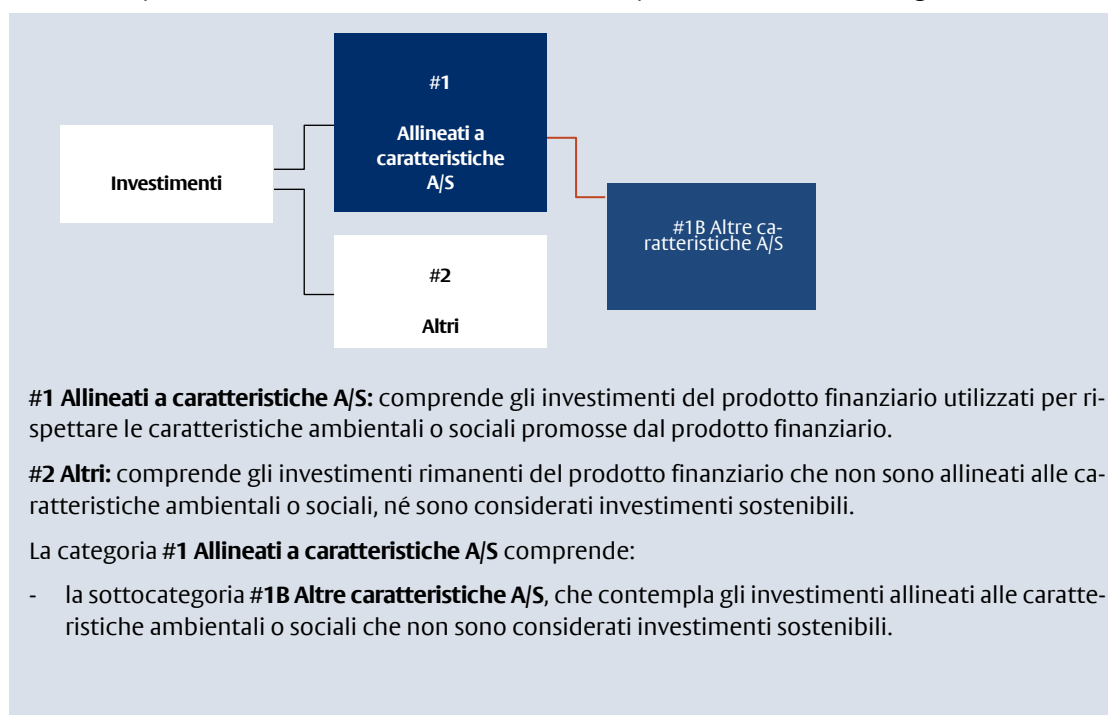 #1
Allineati a
caratteristiche
A/S
Investimenti
#1B Altre ca-
ratteristiche A/S
#2
Altri
#1 Allineati a caratteristiche A/S: comprende gli investimenti del prodotto finanziario utilizzati per ri-
spettare le caratteristiche ambientali o sociali promosse dal prodotto finanziario.
#2 Altri: comprende gli investimenti rimanenti del prodotto finanziario che non sono allineati alle ca-
ratteristiche ambientali o sociali, né sono considerati investimenti sostenibili.
La categoria #1 Allineati a caratteristiche A/S comprende:
- la sottocategoria #1B Altre caratteristiche A/S, che contempla gli investimenti allineati alle caratte-
ristiche ambientali o sociali che non sono considerati investimenti sostenibili.